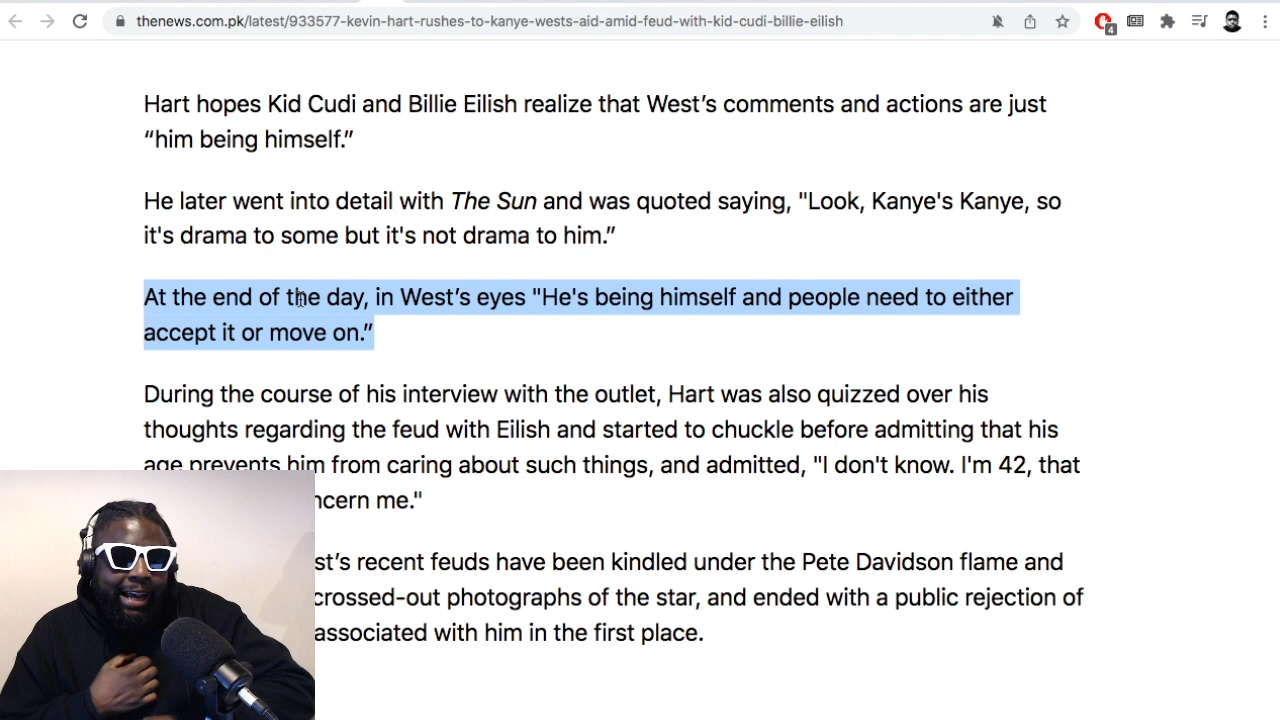 thenews.com.pk/latest/933577-kevin-hart-rushes-to-kanye-wests-aid-amid-feud-with-kid-cudi-billie-eilish
4
Hart hopes Kid Cudi and Billie Eilish realize that West’s comments and actions are just
“him being himself.”
He later went into detail with The Sun and was quoted saying, "Look, Kanye's Kanye, so
it's drama to some but it's not drama to him.”
At the end of the day, in West’s eyes "He's being himself and people need to either
accept it or move on.”
During the course of his interview with the outlet, Hart was also quizzed over his
thoughts regarding the feud with Eilish and started to chuckle before admitting that his
age prevents him from caring about such things, and admitted, "I don't know. I'm 42, that
me."
recent feuds have been kindled under the Pete Davidson flame and
crossed-out photographs of the star, and ended with a public rejection of
associated with him in the first place.